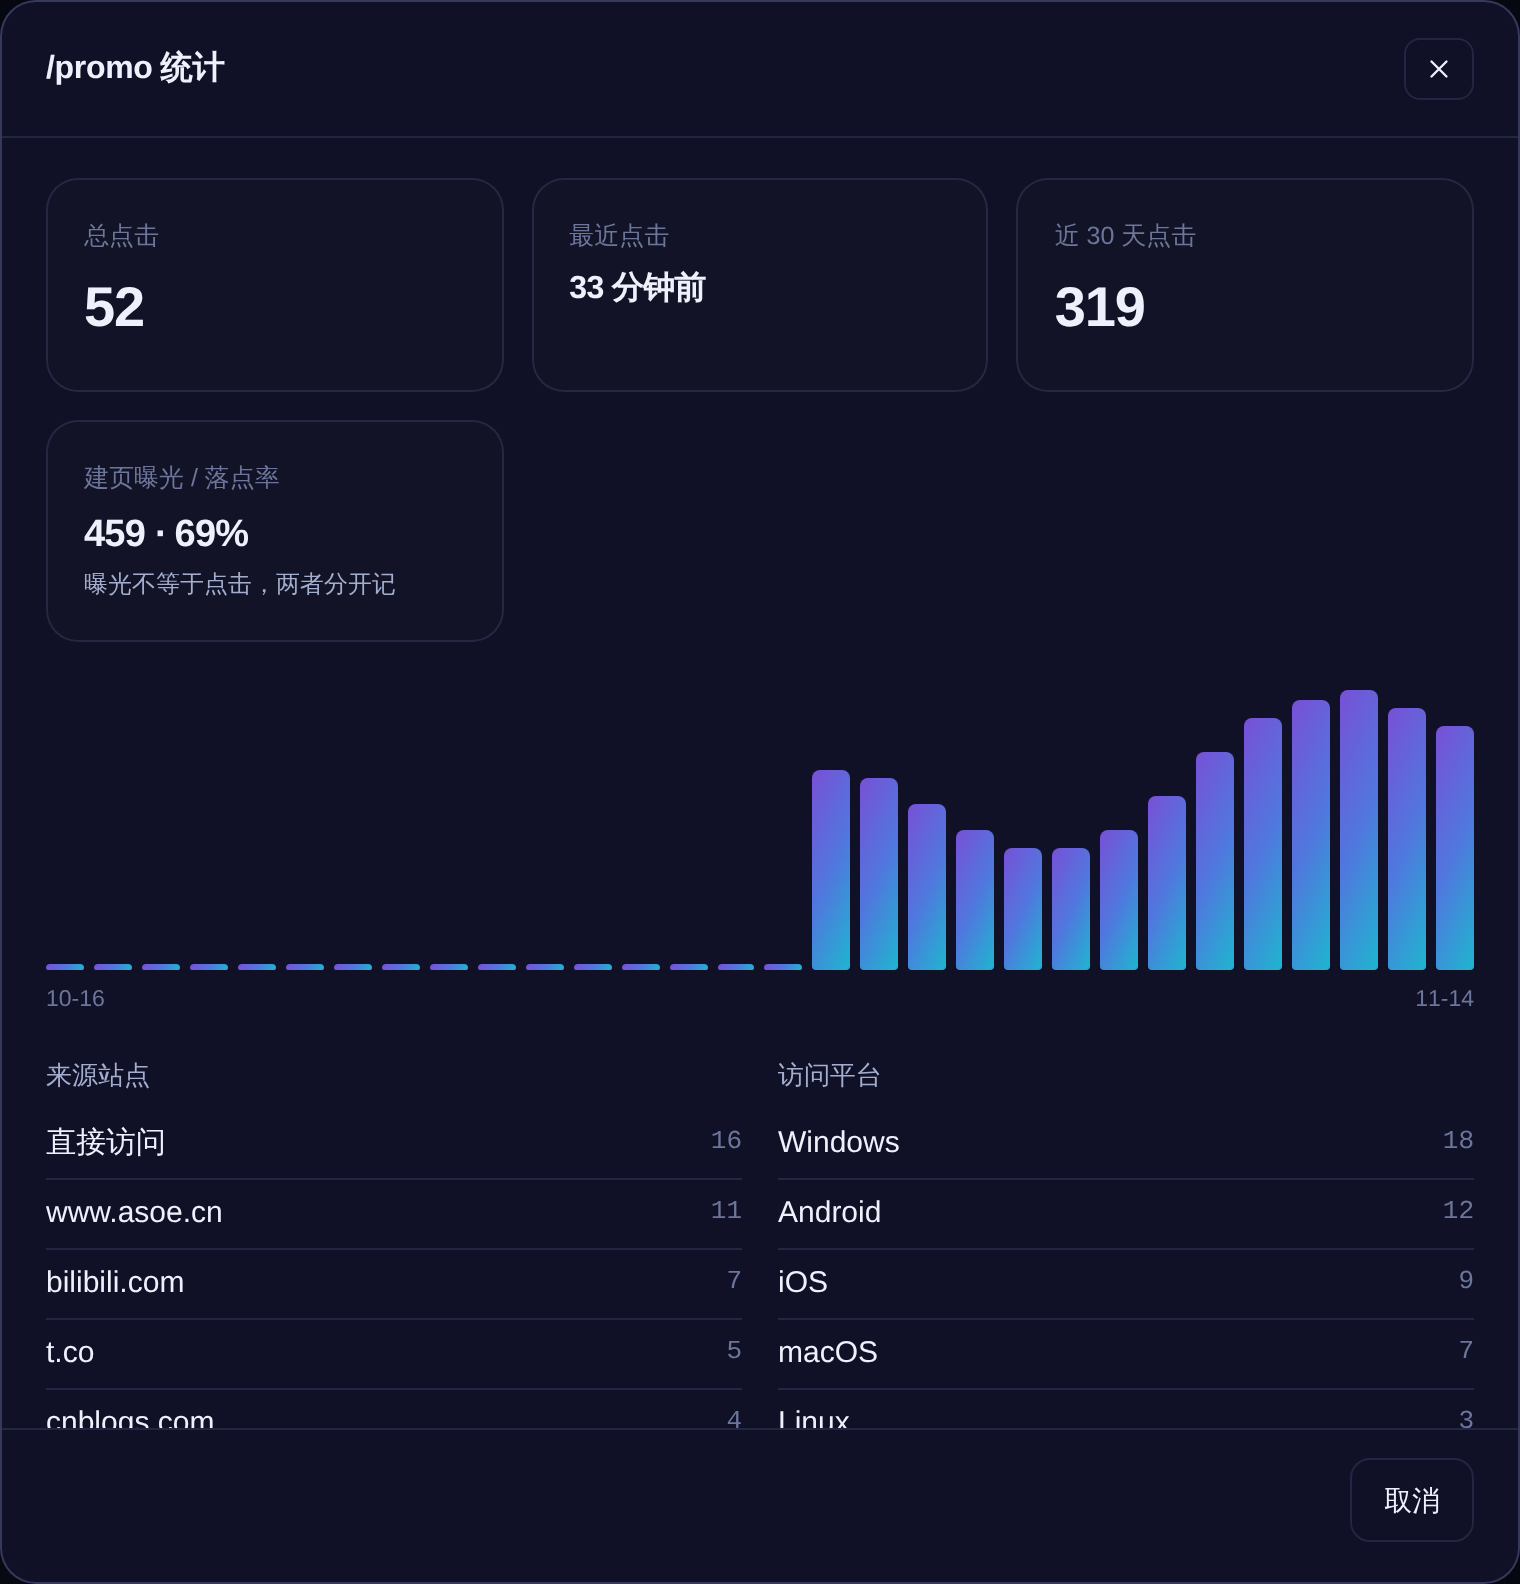 /promo 统计
总点击
52
最近点击
33 分钟前
近 30 天点击
319
建页曝光 / 落点率
459 · 69%
曝光不等于点击，两者分开记
10-16
11-14
来源站点
直接访问 16
www.asoe.cn 11
bilibili.com 7
t.co 5
cnblogs.com 4
访问平台
Windows 18
Android 12
iOS 9
macOS 7
Linux 3
取消